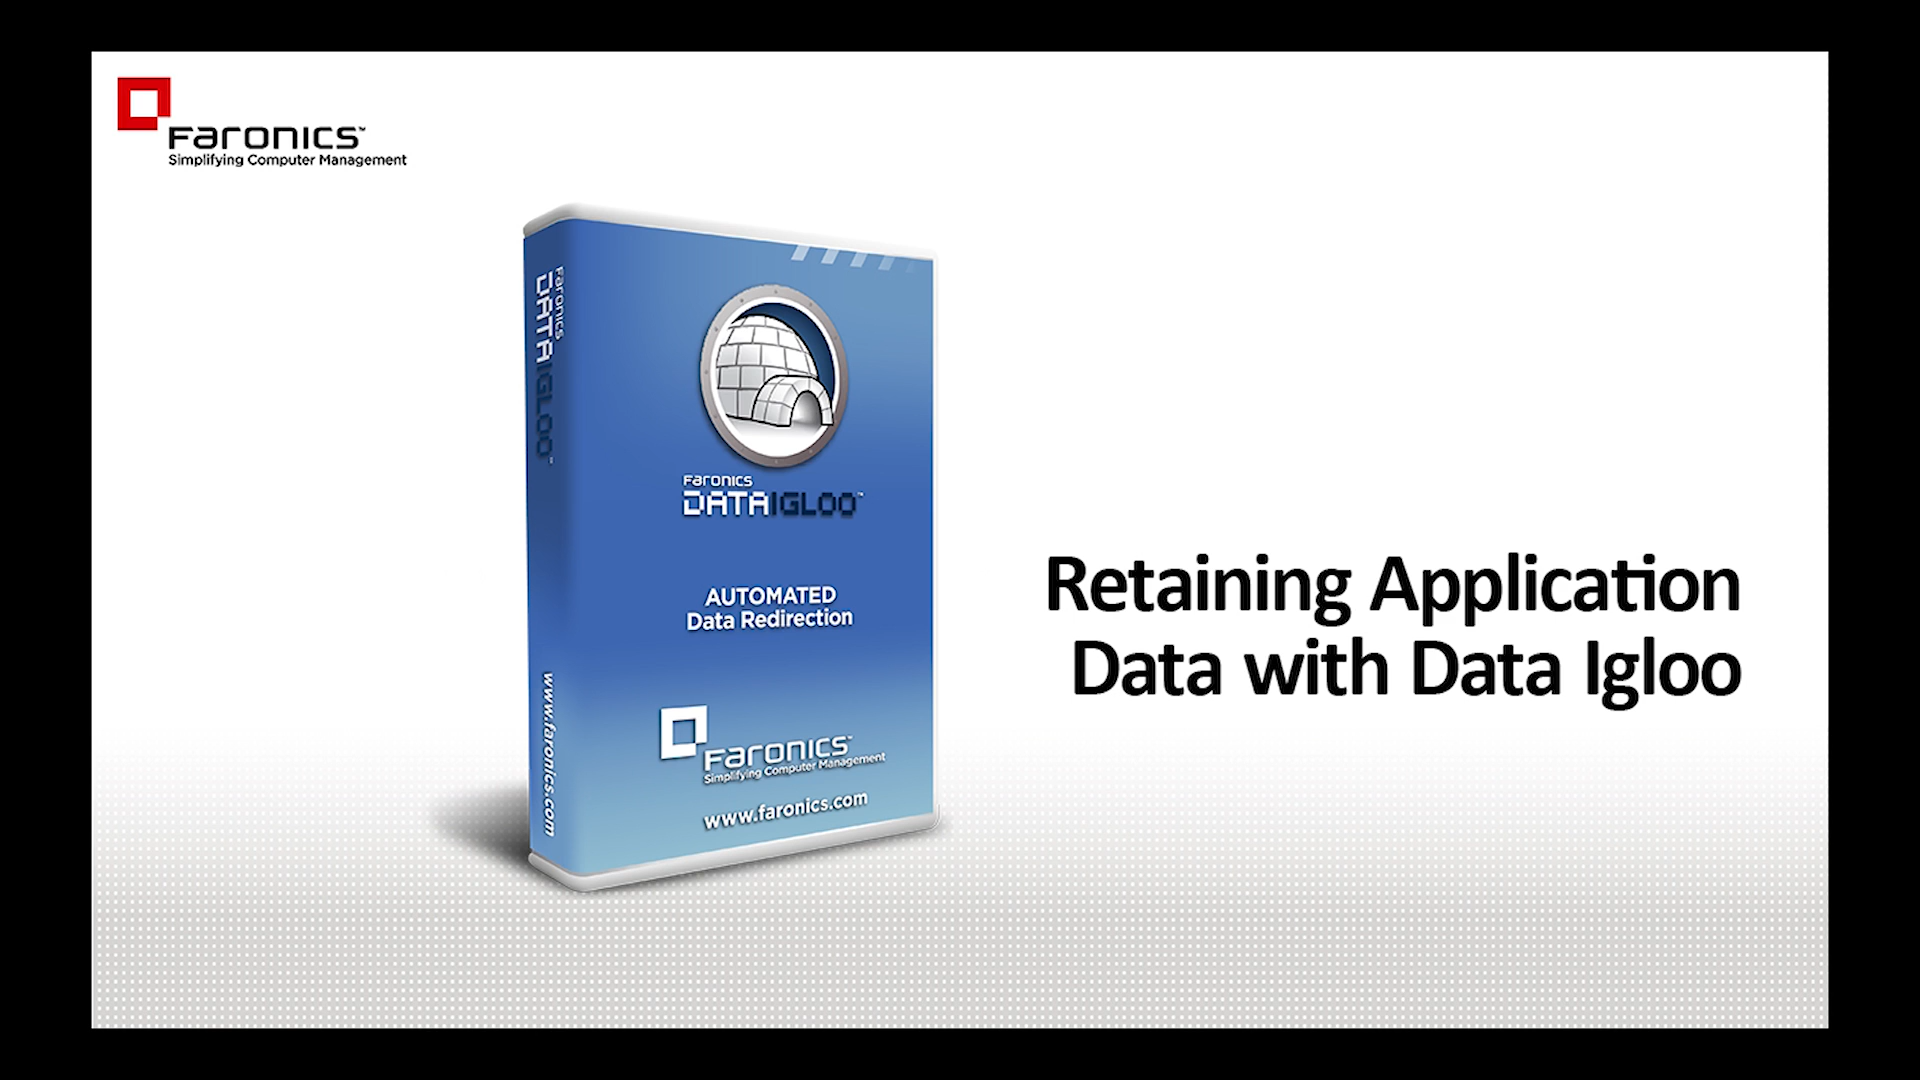 Faronics™
Simplifying Computer Management
Faronics
DATAIGLOO™
www.faronics.com
Faronics
DATAIGLOO™
AUTOMATED
Data Redirection
Faronics™
Simplifying Computer Management
www.faronics.com
Retaining Application
Data with Data Igloo